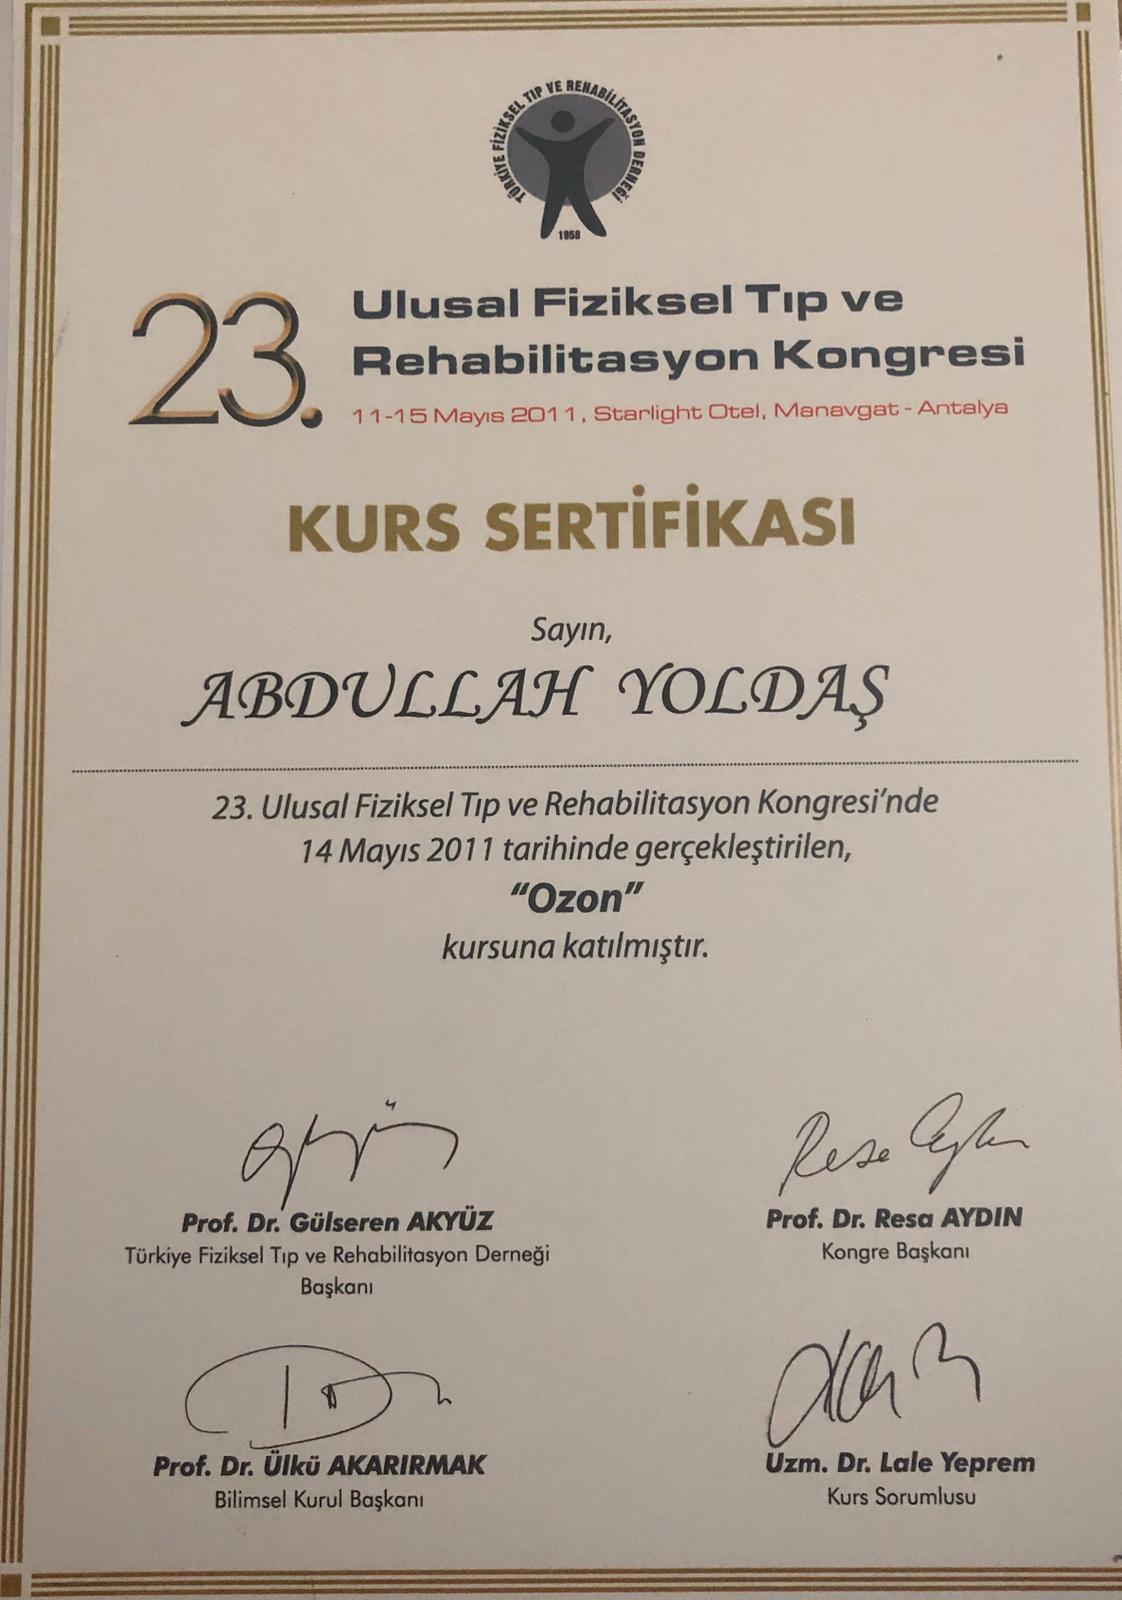 TÜRKİYE FİZİKSEL TIP VE REHABİLİTASYON DERNEĞİ
1958
23. Ulusal Fiziksel Tıp ve
Rehabilitasyon Kongresi
11-15 Mayıs 2011, Starlight Otel, Manavgat - Antalya
KURS SERTİFİKASI
Sayın,
ABDULLAH YOLDAŞ
23. Ulusal Fiziksel Tıp ve Rehabilitasyon Kongresi’nde
14 Mayıs 2011 tarihinde gerçekleştirilen,
“Ozon”
kursuna katılmıştır.
Prof. Dr. Gülseren AKYÜZ
Türkiye Fiziksel Tıp ve Rehabilitasyon Derneği
Başkanı
Resa Aydın
Prof. Dr. Resa AYDIN
Kongre Başkanı
Prof. Dr. Ülkü AKARIRMAK
Bilimsel Kurul Başkanı
Uzm. Dr. Lale Yeprem
Kurs Sorumlusu